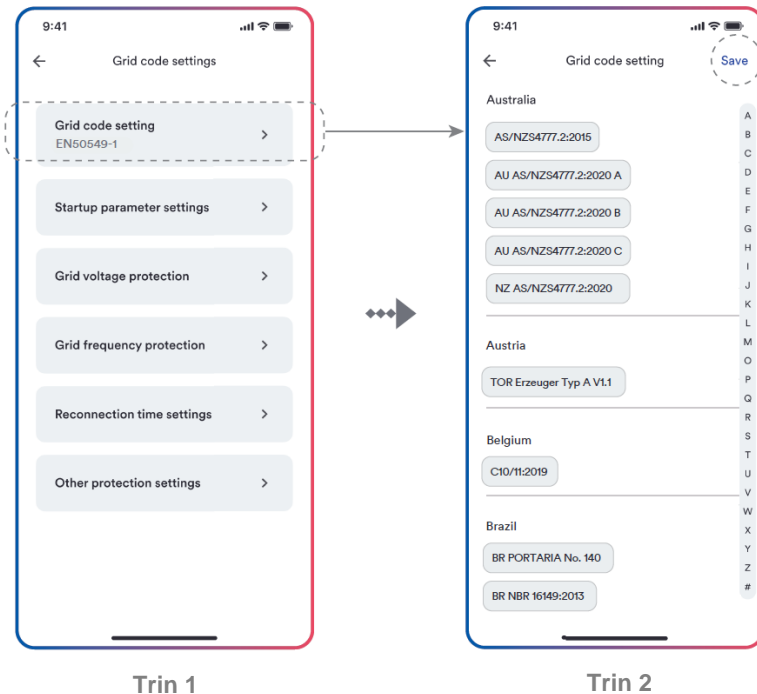 9:41
Grid code settings
Grid code setting
EN50549-1
Startup parameter settings
Grid voltage protection
Grid frequency protection
Reconnection time settings
Other protection settings
Trin 1
9:41
Grid code setting
Save
Australia
AS/NZS4777.2:2015
AU AS/NZS4777.2:2020 A
AU AS/NZS4777.2:2020 B
AU AS/NZS4777.2:2020 C
NZ AS/NZS4777.2:2020
Austria
TOR Erzeuger Typ A V1.1
Belgium
C10/11:2019
Brazil
BR PORTARIA No. 140
BR NBR 16149:2013
A
B
C
D
E
F
G
H
I
J
K
L
M
O
P
Q
R
S
T
U
V
W
X
Y
Z
#
Trin 2